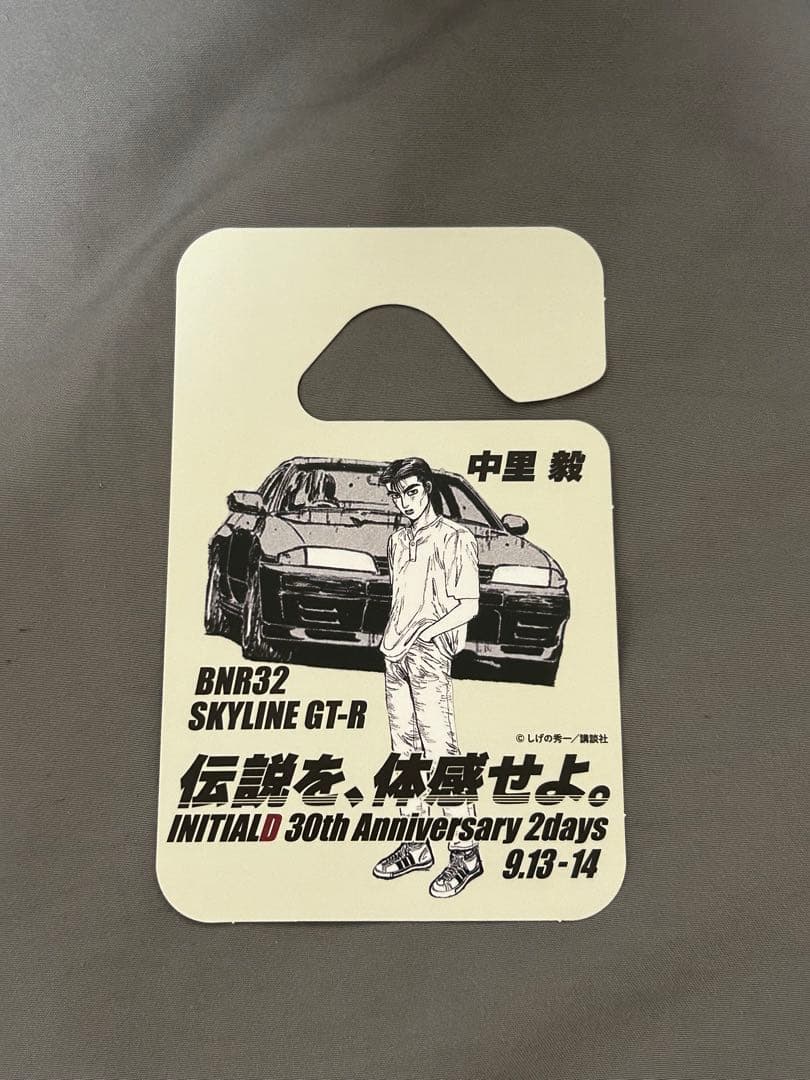 中里 毅
BNR32
SKYLINE GT-R
© しげの秀一／講談社
伝説を、体感せよ。
INITIALD 30th Anniversary 2days
9.13-14